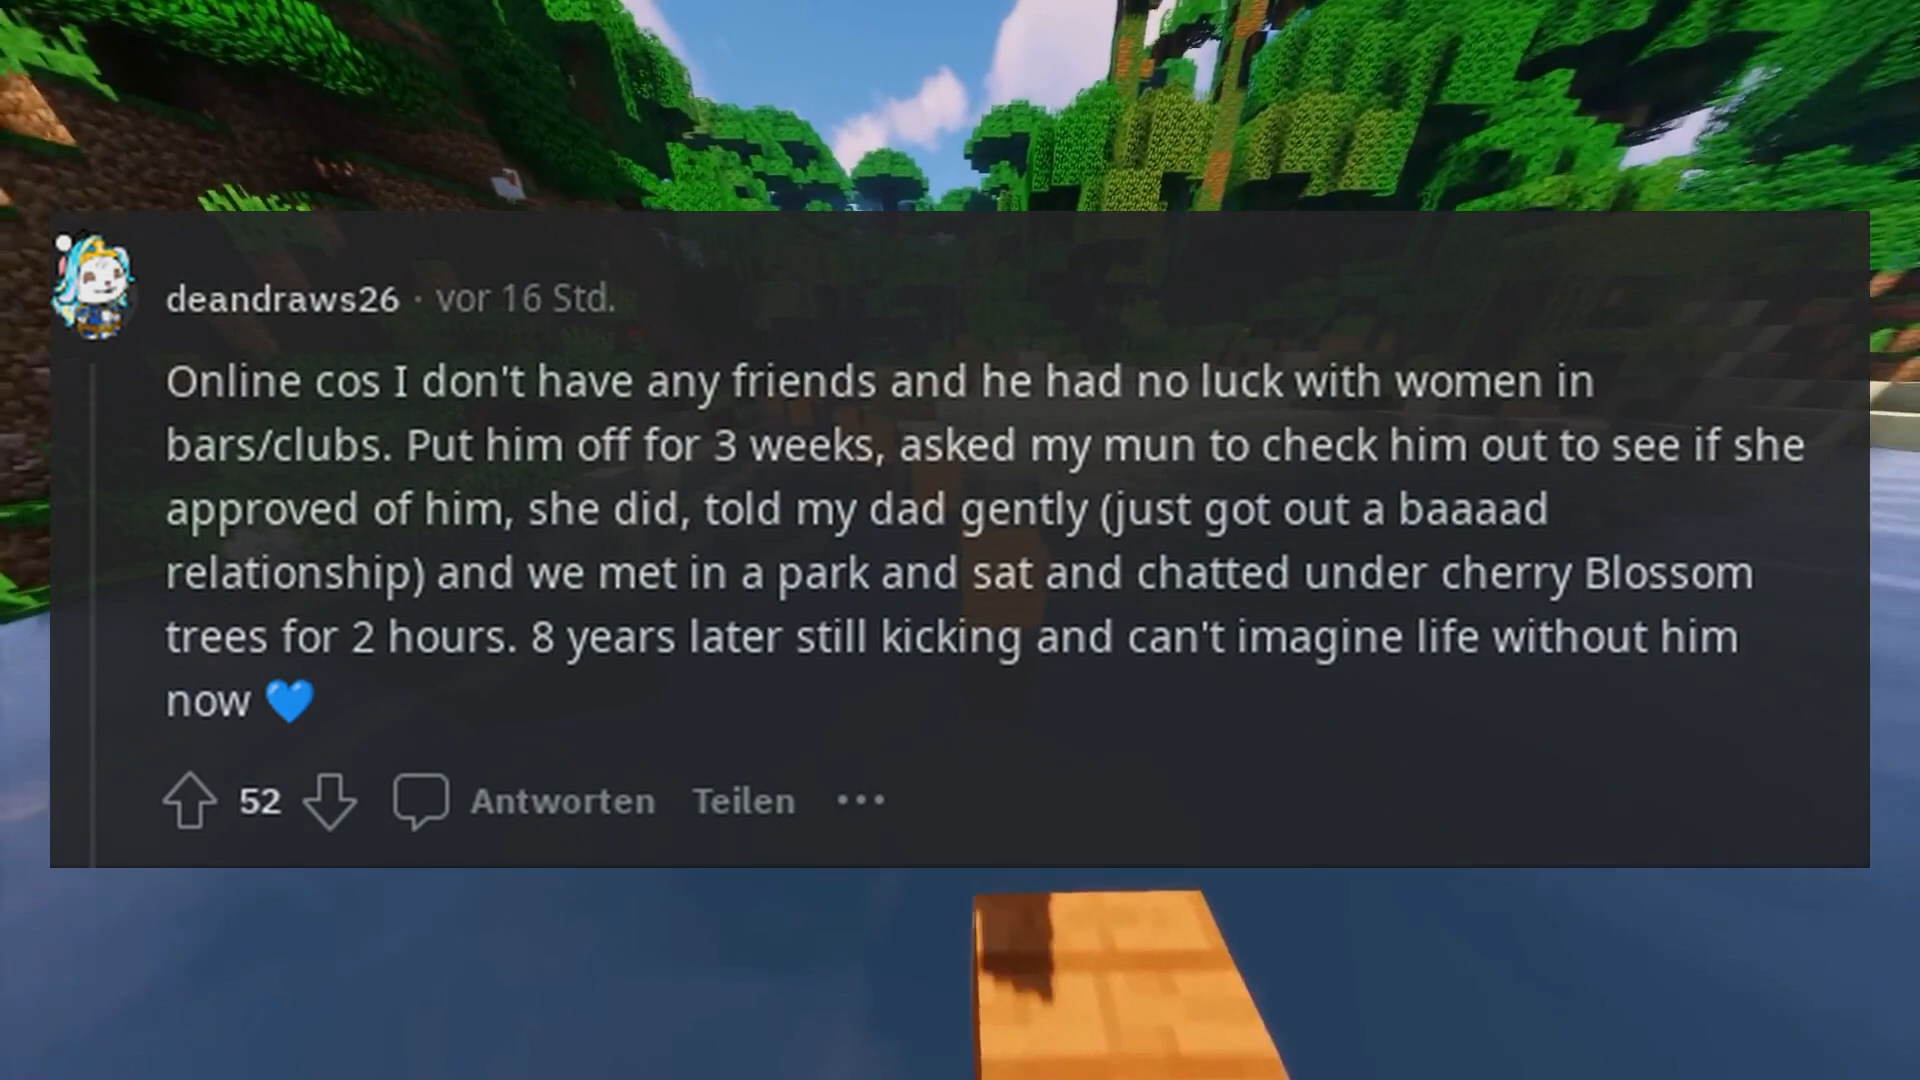 deandraws26 · vor 16 Std.
Online cos I don't have any friends and he had no luck with women in
bars/clubs. Put him off for 3 weeks, asked my mun to check him out to see if she
approved of him, she did, told my dad gently (just got out a baaaad
relationship) and we met in a park and sat and chatted under cherry Blossom
trees for 2 hours. 8 years later still kicking and can't imagine life without him
now 💙
52 Antworten Teilen •••